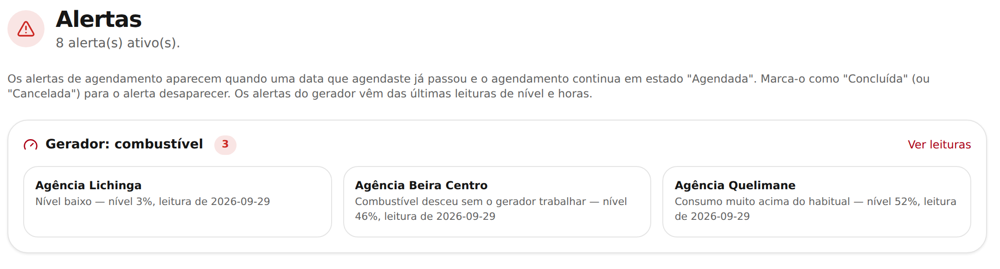 Alertas
8 alerta(s) ativo(s).
Os alertas de agendamento aparecem quando uma data que agendaste já passou e o agendamento continua em estado "Agendada". Marca-o como "Concluída" (ou
"Cancelada") para o alerta desaparecer. Os alertas do gerador vêm das últimas leituras de nível e horas.
Gerador: combustível 3
Ver leituras
Agência Lichinga
Nível baixo — nível 3%, leitura de 2026-09-29
Agência Beira Centro
Combustível desceu sem o gerador trabalhar — nível
46%, leitura de 2026-09-29
Agência Quelimane
Consumo muito acima do habitual — nível 52%, leitura
de 2026-09-29